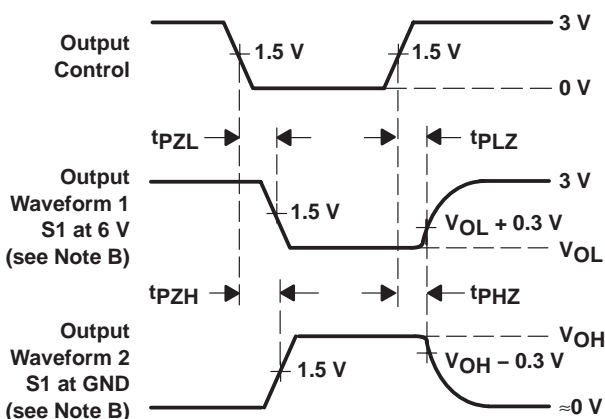 3 V
Output
Control
1.5 V
1.5 V
0 V
tPZL
tPLZ
Output
Waveform 1
S1 at 6 V
(see Note B)
3 V
1.5 V
VOL + 0.3 V
VOL
tPZH
tPHZ
Output
Waveform 2
S1 at GND
(see Note B)
VOH
1.5 V
VOH – 0.3 V
≈0 V